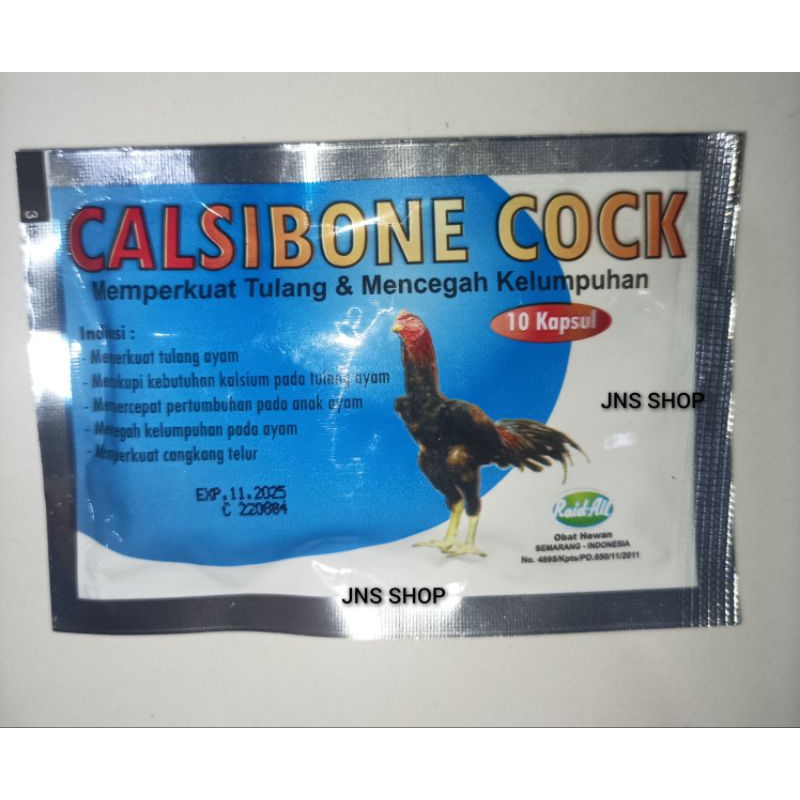 CALSIBONE COCK
Memperkuat Tulang & Mencegah Kelumpuhan
10 Kapsul
Indikasi :
- Memperkuat tulang ayam
- Mencukupi kebutuhan kalsium pada tulang ayam
- Mempercepat pertumbuhan pada anak ayam
- Mencegah kelumpuhan pada ayam
- Memperkuat cangkang telur
JNS SHOP
EXP.11.2025
C 220884
Raid-All
Obat Hewan
SEMARANG - INDONESIA
No. 4895/Kpts/PD.650/11/2011
JNS SHOP